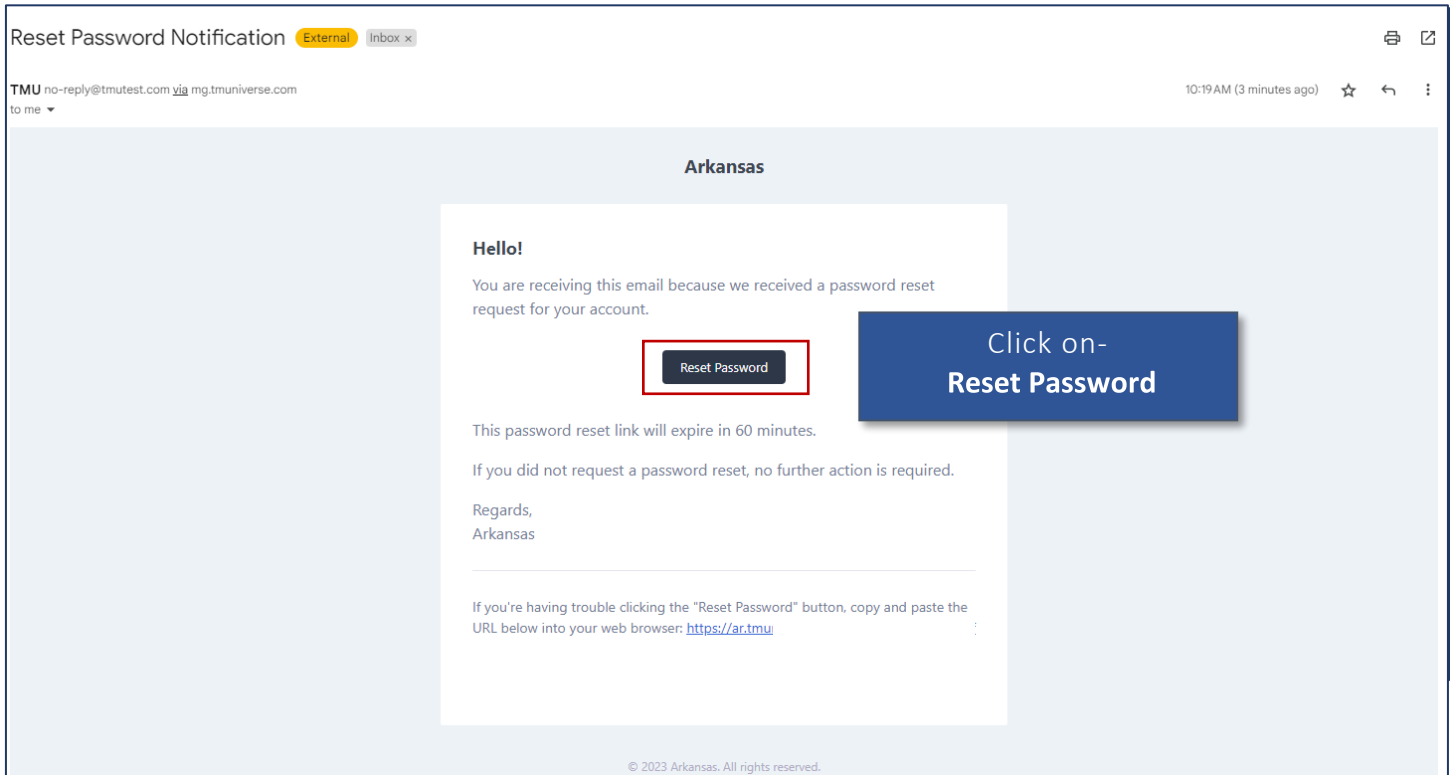 Reset Password Notification External Inbox ×
TMU no-reply@tmutest.com via mg.tmuniverse.com
10:19 AM (3 minutes ago)
to me
Arkansas
Hello!
You are receiving this email because we received a password reset
request for your account.
Reset Password
Click on-
Reset Password
This password reset link will expire in 60 minutes.
If you did not request a password reset, no further action is required.
Regards,
Arkansas
If you're having trouble clicking the "Reset Password" button, copy and paste the
URL below into your web browser: https://ar.tmu
© 2023 Arkansas. All rights reserved.